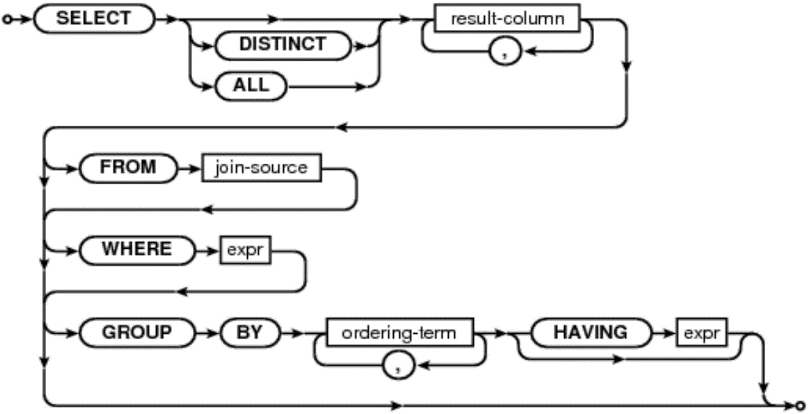 SELECT
DISTINCT
ALL
result-column
,
FROM join-source
WHERE expr
GROUP BY ordering-term HAVING expr
,